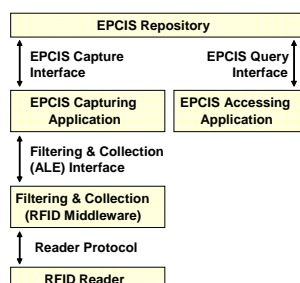 EPCIS Repository
EPCIS Capture
Interface
EPCIS Query
Interface
EPCIS Capturing
Application
EPCIS Accessing
Application
Filtering & Collection
(ALE) Interface
Filtering & Collection
(RFID Middleware)
Reader Protocol
RFID Reader